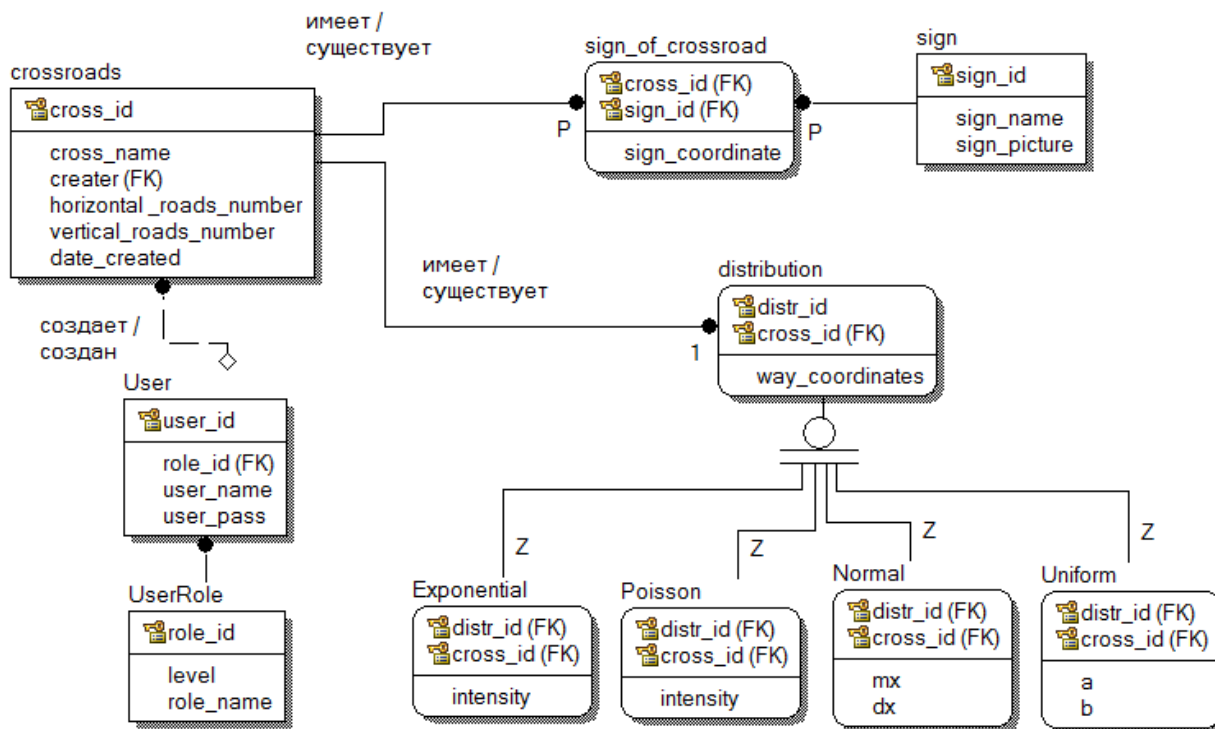 имеет /
существует
crossroads
cross_id
cross_name
creater (FK)
horizontal _roads_number
vertical_roads_number
date_created
P
sign_of_crossroad
cross_id (FK)
sign_id (FK)
sign_coordinate
P
sign
sign_id
sign_name
sign_picture
имеет /
существует
1
distribution
distr_id
cross_id (FK)
way_coordinates
создает /
создан
User
user_id
role_id (FK)
user_name
user_pass
UserRole
role_id
level
role_name
Z
Z
Z
Z
Exponential
distr_id (FK)
cross_id (FK)
intensity
Poisson
distr_id (FK)
cross_id (FK)
intensity
Normal
distr_id (FK)
cross_id (FK)
mx
dx
Uniform
distr_id (FK)
cross_id (FK)
a
b